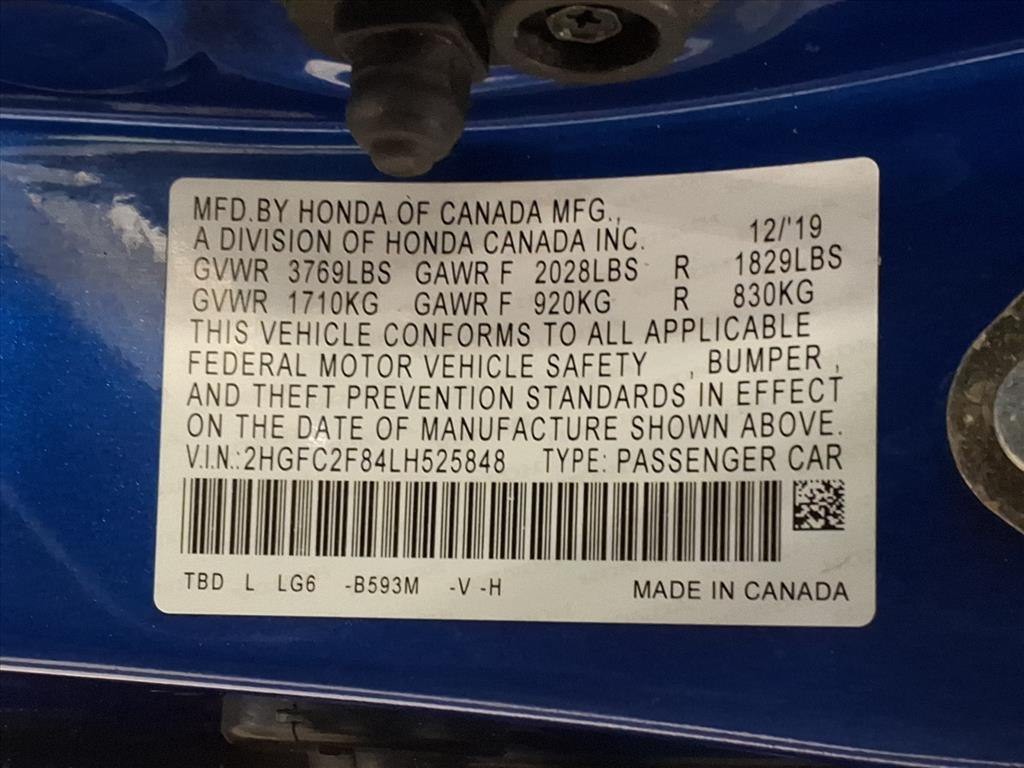 MFD.BY HONDA OF CANADA MFG.,
A DIVISION OF HONDA CANADA INC. 12/'19
GVWR 3769LBS GAWR F 2028LBS R 1829LBS
GVWR 1710KG GAWR F 920KG R 830KG
THIS VEHICLE CONFORMS TO ALL APPLICABLE
FEDERAL MOTOR VEHICLE SAFETY , BUMPER ,
AND THEFT PREVENTION STANDARDS IN EFFECT
ON THE DATE OF MANUFACTURE SHOWN ABOVE.
V.I.N.:2HGFC2F84LH525848 TYPE: PASSENGER CAR
TBD L LG6 -B593M -V -H MADE IN CANADA